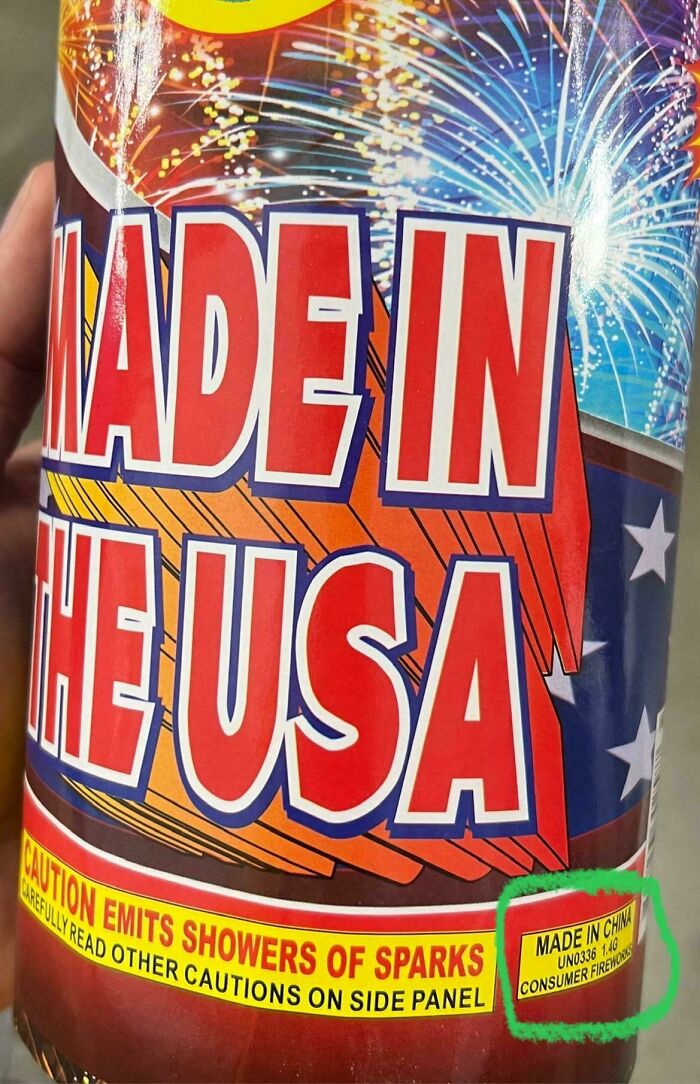 MADE IN
THE USA
CAUTION EMITS SHOWERS OF SPARKS
CAREFULLY READ OTHER CAUTIONS ON SIDE PANEL
MADE IN CHINA
UN0336 1.4G
CONSUMER FIREWORKS